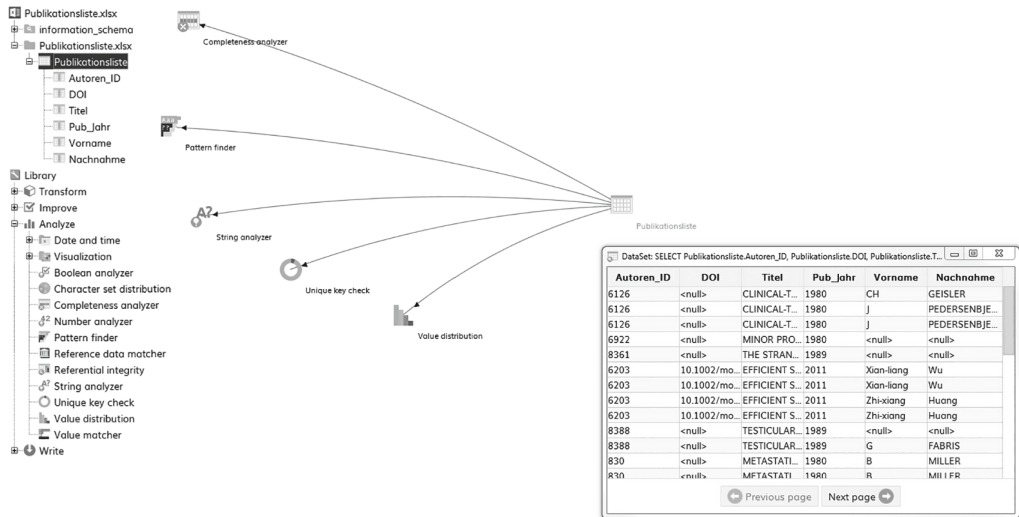 Publikationsliste.xlsx
information_schema
Publikationsliste.xlsx
Publikationsliste
Autoren_ID
DOI
Titel
Pub_Jahr
Vorname
Nachnahme
Library
Transform
Improve
Analyze
Date and time
Visualization
Boolean analyzer
Character set distribution
Completeness analyzer
Number analyzer
Pattern finder
Reference data matcher
Referential integrity
String analyzer
Unique key check
Value distribution
Value matcher
Write
Completeness analyzer
Pattern finder
String analyzer
Unique key check
Value distribution
Publikationsliste
DataSet: SELECT Publikationsliste.Autoren_ID, Publikationsliste.DOI, Publikationsliste.T...
Autoren_ID DOI Titel Pub_Jahr Vorname Nachnahme
6126 <null> CLINICAL-T... 1980 CH GEISLER
6126 <null> CLINICAL-T... 1980 J PEDERSENBJE...
6126 <null> CLINICAL-T... 1980 J PEDERSENBJE...
6922 <null> MINOR PRO... 1980 <null> <null>
8361 <null> THE STRAN... 1989 <null> <null>
6203 10.1002/mo... EFFICIENT S... 2011 Xian-liang Wu
6203 10.1002/mo... EFFICIENT S... 2011 Xian-liang Wu
6203 10.1002/mo... EFFICIENT S... 2011 Zhi-xiang Huang
6203 10.1002/mo... EFFICIENT S... 2011 Zhi-xiang Huang
8388 <null> TESTICULAR... 1989 <null> <null>
8388 <null> TESTICULAR... 1989 G FABRIS
830 <null> METASTATI... 1980 B MILLER
830 <null> METASTATI... 1980 B MILLER
Previous page Next page